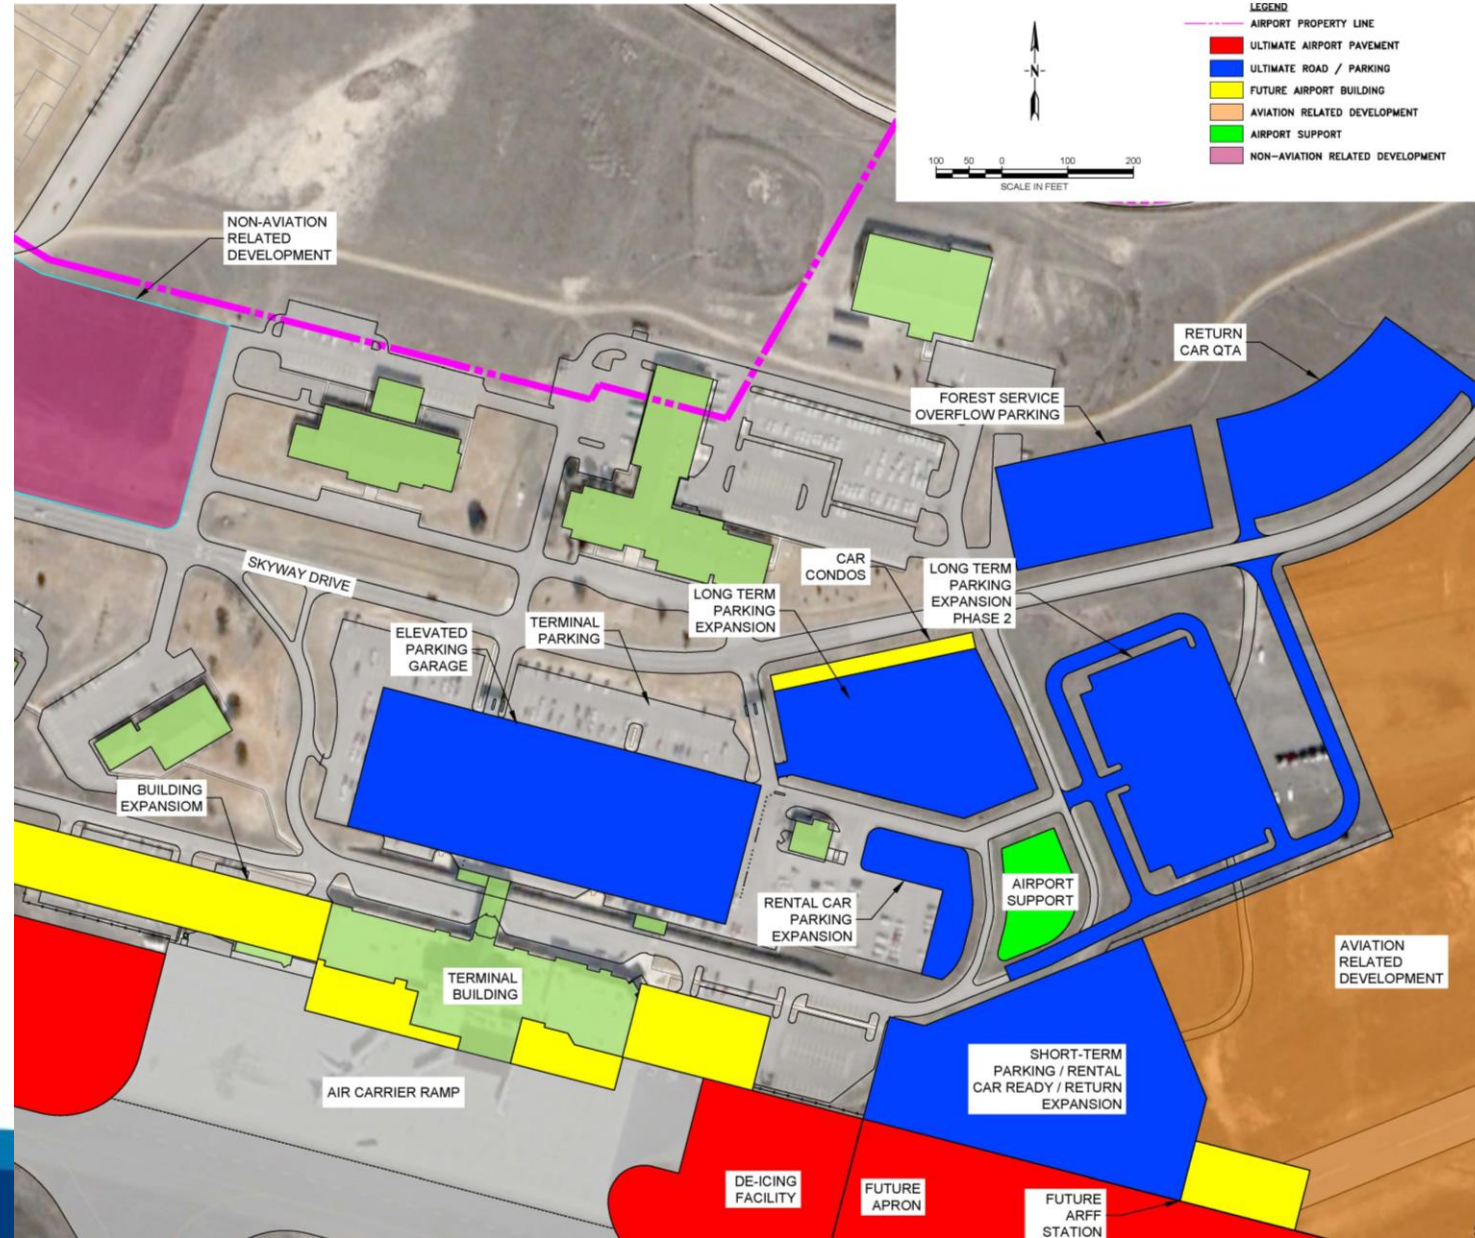 LEGEND
AIRPORT PROPERTY LINE
ULTIMATE AIRPORT PAVEMENT
ULTIMATE ROAD / PARKING
FUTURE AIRPORT BUILDING
AVIATION RELATED DEVELOPMENT
AIRPORT SUPPORT
NON-AVIATION RELATED DEVELOPMENT
-N-
100 50 0 100 200
SCALE IN FEET
NON-AVIATION
RELATED
DEVELOPMENT
RETURN
CAR QTA
FOREST SERVICE
OVERFLOW PARKING
SKYWAY DRIVE
CAR
CONDOS
LONG TERM
PARKING
EXPANSION
PHASE 2
LONG TERM
PARKING
EXPANSION
TERMINAL
PARKING
ELEVATED
PARKING
GARAGE
BUILDING
EXPANSIOM
AIRPORT
SUPPORT
RENTAL CAR
PARKING
EXPANSION
AVIATION
RELATED
DEVELOPMENT
TERMINAL
BUILDING
SHORT-TERM
PARKING / RENTAL
CAR READY / RETURN
EXPANSION
AIR CARRIER RAMP
DE-ICING
FACILITY
FUTURE
APRON
FUTURE
ARFF
STATION